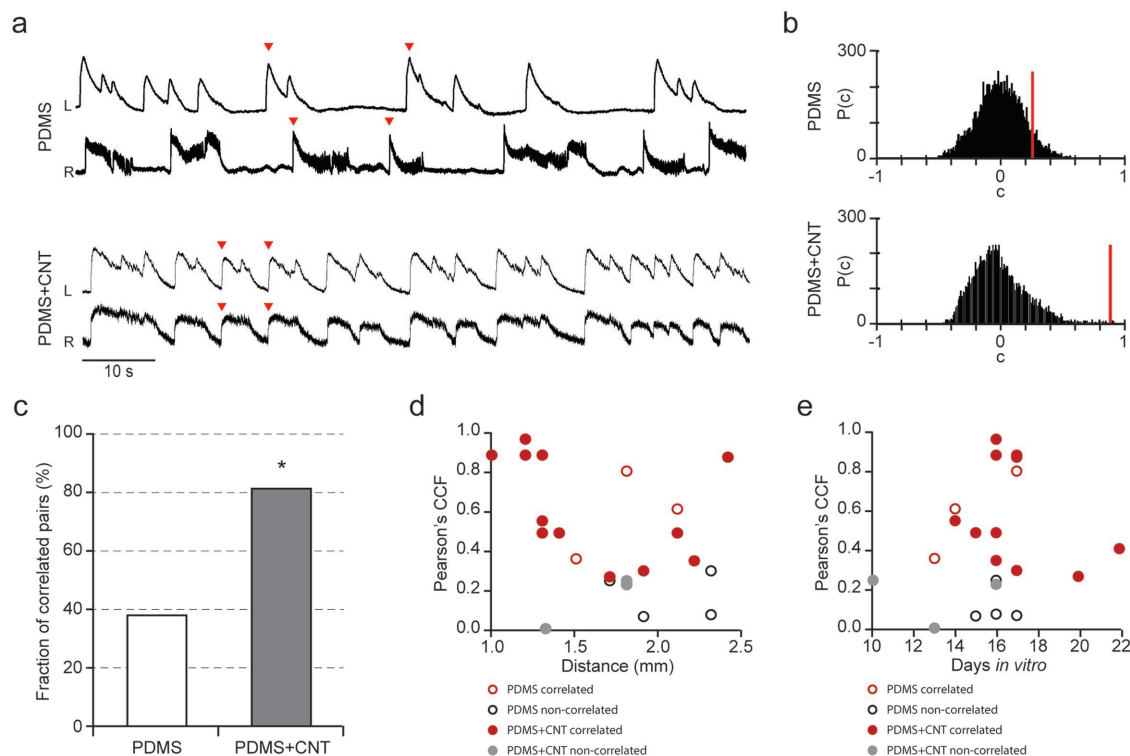 a
PDMS
L
R
PDMS+CNT
L
R
10 s
b
PDMS
300
P(c)
0
-1 0 1
c
PDMS+CNT
300
P(c)
0
-1 0 1
c
c
Fraction of correlated pairs (%)
100
80
60
40
20
0
*
PDMS PDMS+CNT
d
Pearson's CCF
1.0
0.8
0.6
0.4
0.2
0.0
1.0 1.5 2.0 2.5
Distance (mm)
PDMS correlated
PDMS non-correlated
PDMS+CNT correlated
PDMS+CNT non-correlated
e
Pearson's CCF
1.0
0.8
0.6
0.4
0.2
0.0
10 12 14 16 18 20 22
Days in vitro
PDMS correlated
PDMS non-correlated
PDMS+CNT correlated
PDMS+CNT non-correlated